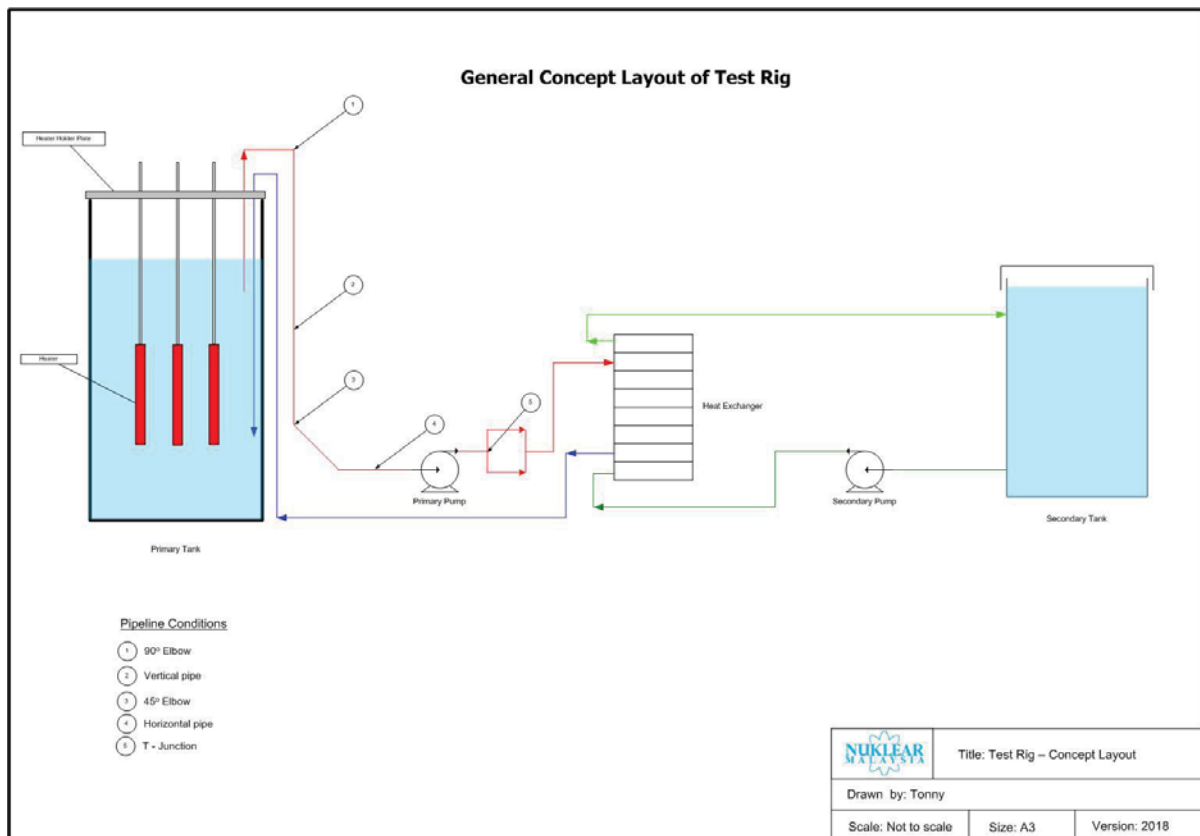 General Concept Layout of Test Rig
1
Heater Holder Plate
2
Heater
3
5
4
Heat Exchanger
Primary Pump
Secondary Pump
Secondary Tank
Primary Tank
Pipeline Conditions
1 90º Elbow
2 Vertical pipe
3 45º Elbow
4 Horizontal pipe
5 T - Junction
NUKLEAR
MALAYSIA
Title: Test Rig – Concept Layout
Drawn by: Tonny
Scale: Not to scale
Size: A3
Version: 2018